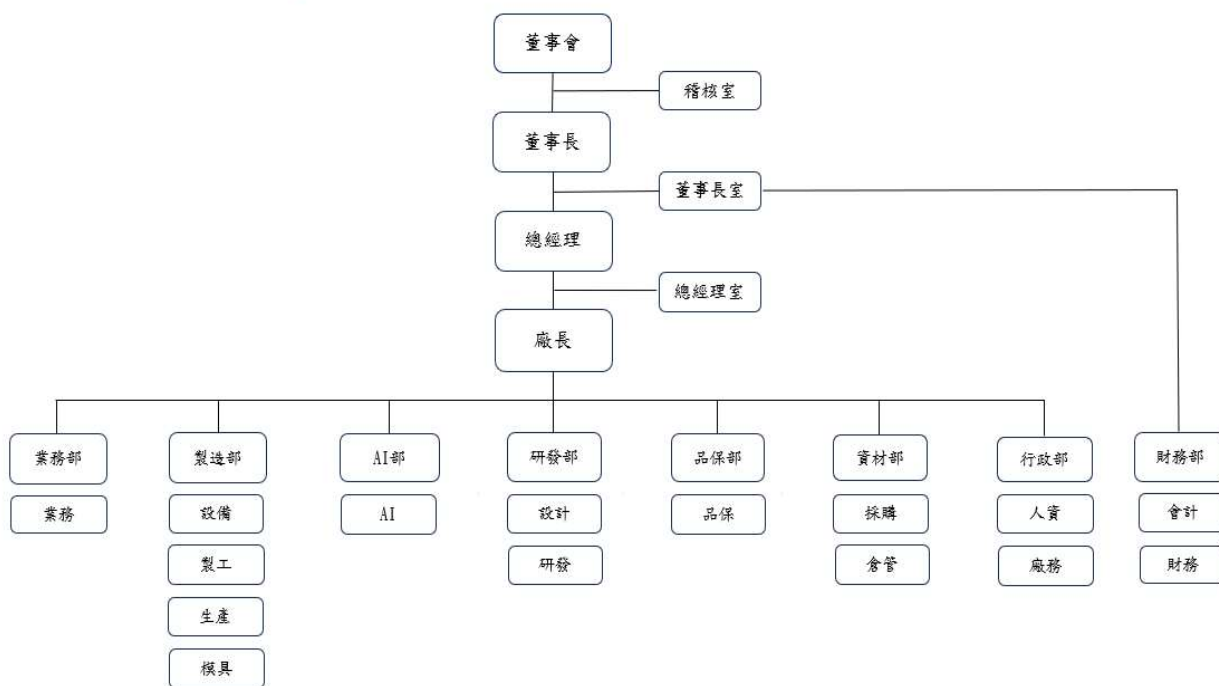 董事會
稽核室
董事長
董事長室
總經理
總經理室
廠長
業務部
製造部
AI部
研發部
品保部
資材部
行政部
財務部
業務
設備
AI
設計
品保
採購
人資
會計
製工
研發
倉管
廠務
財務
生產
模具